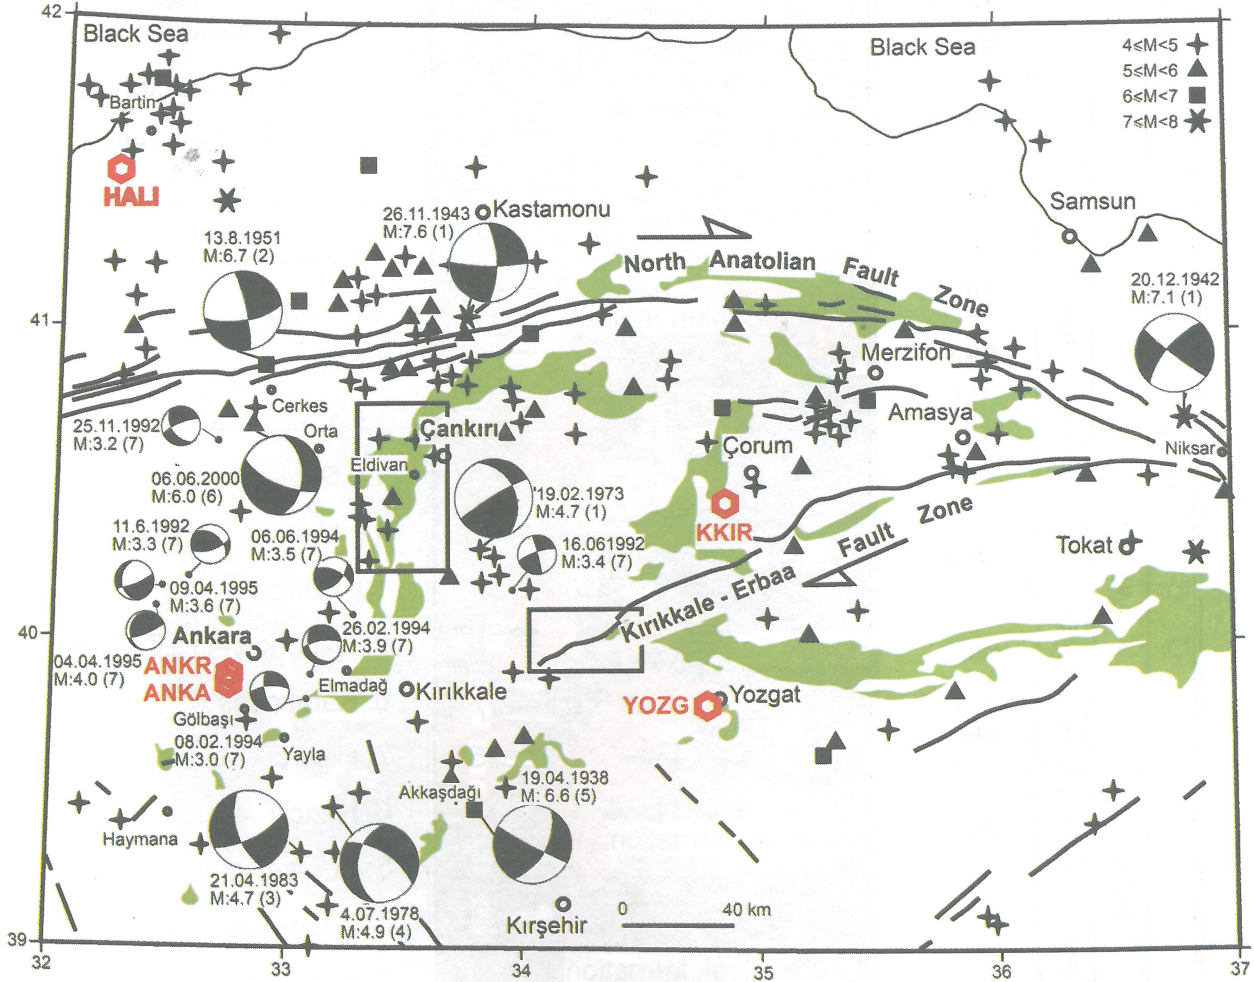 42
Black Sea
Black Sea
4≤M<5
5≤M<6
6≤M<7
7≤M<8
Bartin
HALI
Samsun
26.11.1943
M:7.6 (1)
Kastamonu
13.8.1951
M:6.7 (2)
North Anatolian Fault Zone
20.12.1942
M:7.1 (1)
41
Merzifon
Cerkes
Amasya
25.11.1992
M:3.2 (7)
Orta
Çankırı
Çorum
Niksar
Eldivan
06.06.2000
M:6.0 (6)
19.02.1973
M:4.7 (1)
KKIR
11.6.1992
M:3.3 (7)
06.06.1994
M:3.5 (7)
16.061992
M:3.4 (7)
Tokat
Kırıkkale - Erbaa Fault Zone
09.04.1995
M:3.6 (7)
40
Ankara
26.02.1994
M:3.9 (7)
04.04.1995
M:4.0 (7)
ANKR
ANKA
Elmadağ
Kırıkkale
YOZG
Yozgat
Gölbaşı
08.02.1994
M:3.0 (7)
Yayla
Akkaşdağı
19.04.1938
M: 6.6 (5)
Haymana
21.04.1983
M:4.7 (3)
4.07.1978
M:4.9 (4)
Kırşehir
0 40 km
39
32 33 34 35 36 37